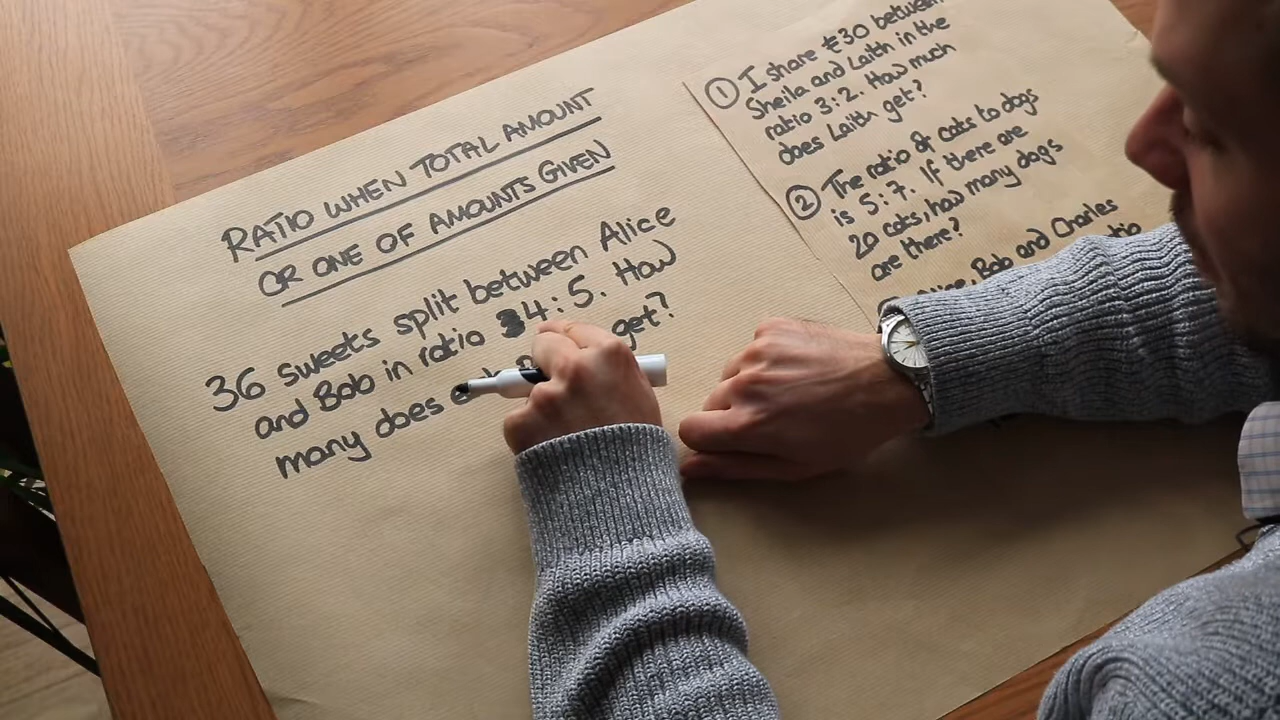 RATIO WHEN TOTAL AMOUNT
OR ONE OF AMOUNTS GIVEN
36 sweets split between Alice
and Bob in ratio 4:5. How
many does get?
① I share €30 between
Sheila and Laith in the
ratio 3:2. How much
does Laith get?
② The ratio of cats to dogs
is 5:7. If there are
20 cats, how many dogs
are there?
Alice, Bob and Charles
ratio